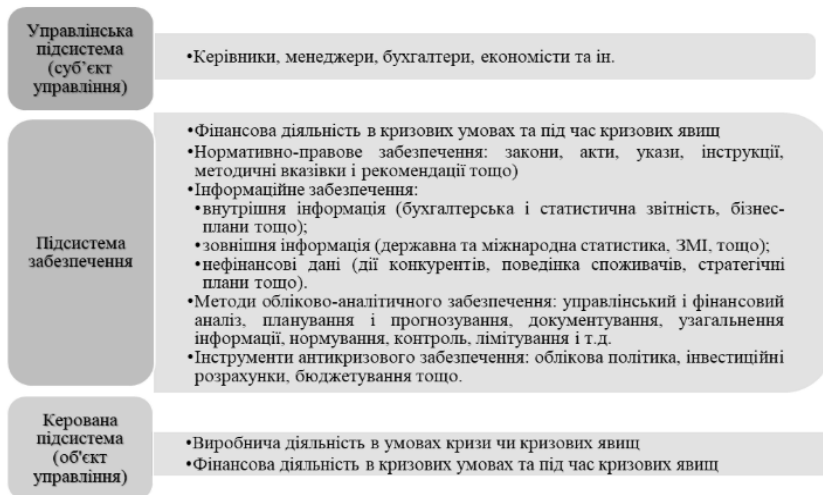 Управлінська
підсистема
(суб’єкт
управління)
•Керівники, менеджери, бухгалтери, економісти та ін.
Підсистема
забезпечення
•Фінансова діяльність в кризових умовах та під час кризових явищ
•Нормативно-правове забезпечення: закони, акти, укази, інструкції,
методичні вказівки і рекомендації тощо)
•Інформаційне забезпечення:
•внутрішня інформація (бухгалтерська і статистична звітність, бізнес-
плани тощо);
•зовнішня інформація (державна та міжнародна статистика, ЗМІ, тощо);
•нефінансові дані (дії конкурентів, поведінка споживачів, стратегічні
плани тощо).
•Методи обліково-аналітичного забезпечення: управлінський і фінансовий
аналіз, планування і прогнозування, документування, узагальнення
інформації, нормування, контроль, лімітування і т.д.
•Інструменти антикризового забезпечення: облікова політика, інвестиційні
розрахунки, бюджетування тощо.
Керована
підсистема
(об'єкт
управління)
•Виробнича діяльність в умовах кризи чи кризових явищ
•Фінансова діяльність в кризових умовах та під час кризових явищ